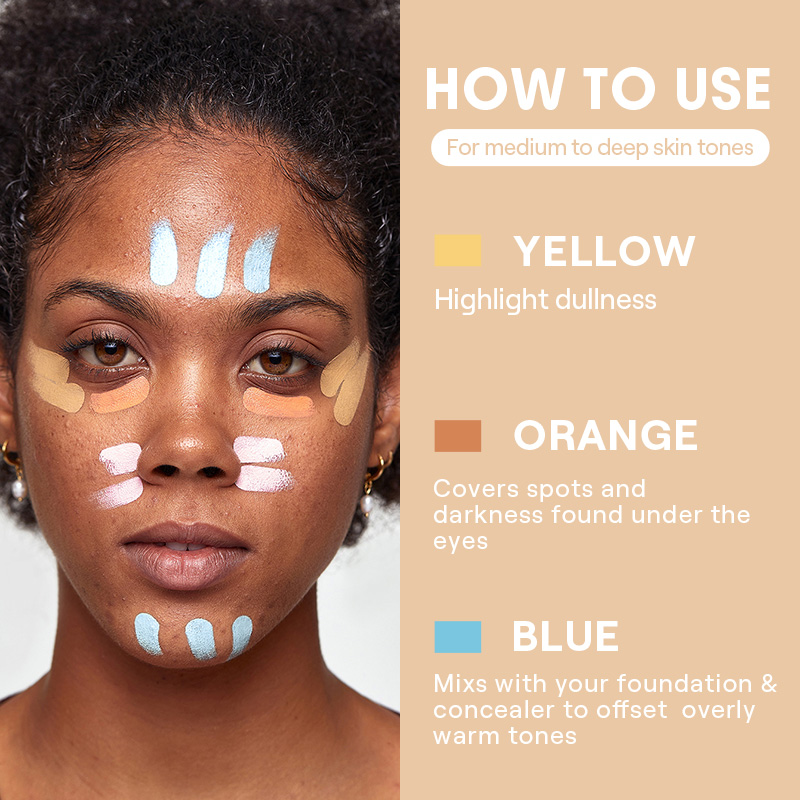 HOW TO USE
For medium to deep skin tones
YELLOW
Highlight dullness
ORANGE
Covers spots and
darkness found under the
eyes
BLUE
Mixs with your foundation &
concealer to offset  overly
warm tones